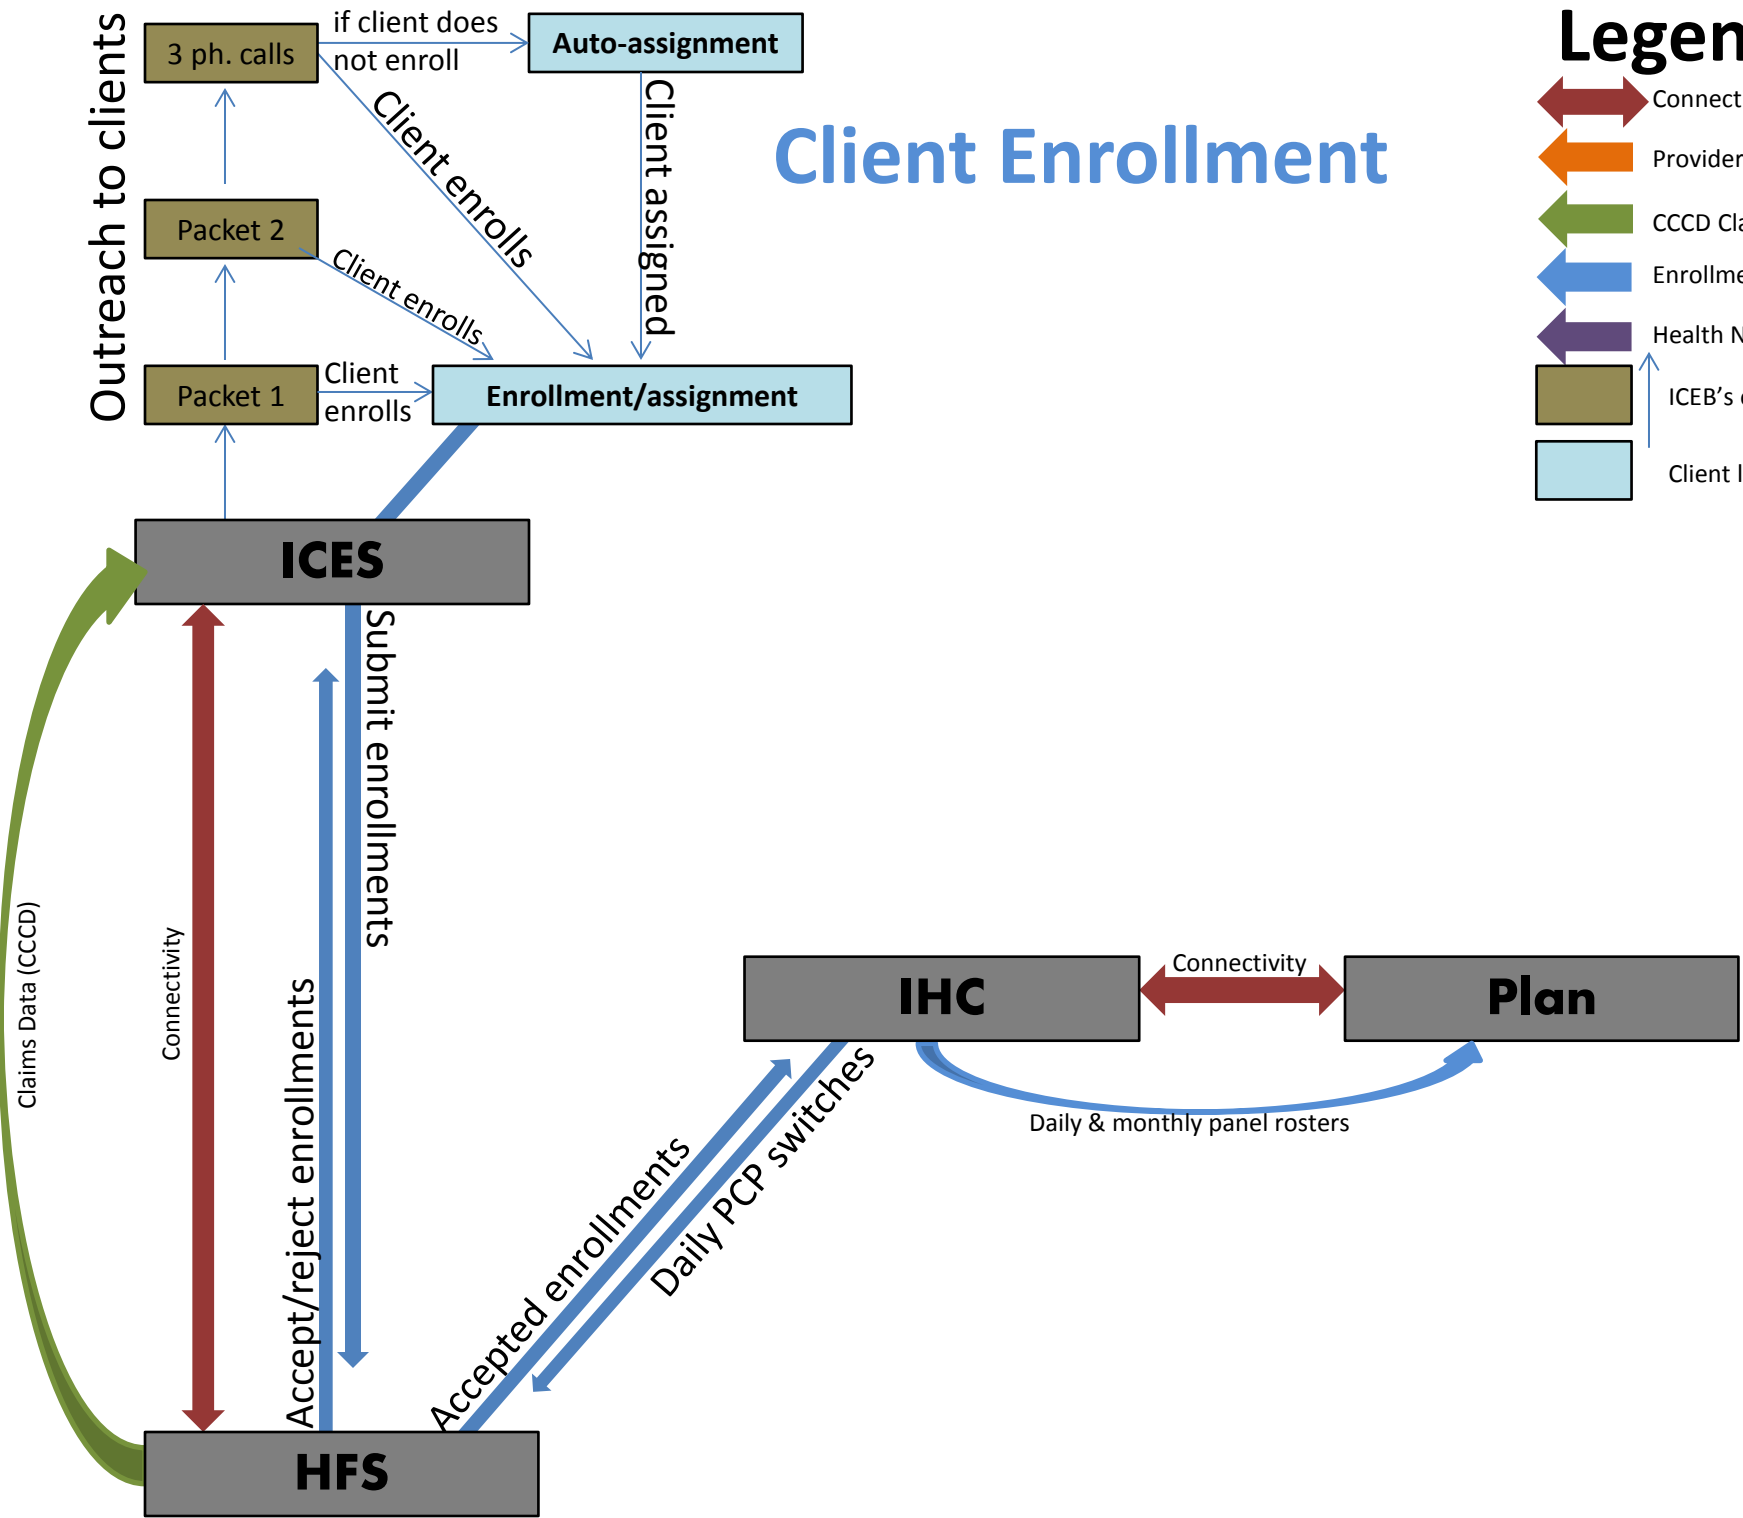 Outreach to clients
3 ph. calls
if client does
not enroll
Auto-assignment
Client enrolls
Client assigned
Client Enrollment
Packet 2
Client enrolls
Packet 1
Client
enrolls
Enrollment/assignment
ICES
Submit enrollments
Claims Data (CCCD)
Connectivity
Accept/reject enrollments
Accepted enrollments
Daily PCP switches
IHC
Connectivity
Plan
Daily & monthly panel rosters
HFS
Legen
Connect
Provider
CCCD Cla
Enrollme
Health N
ICEB’s
Client